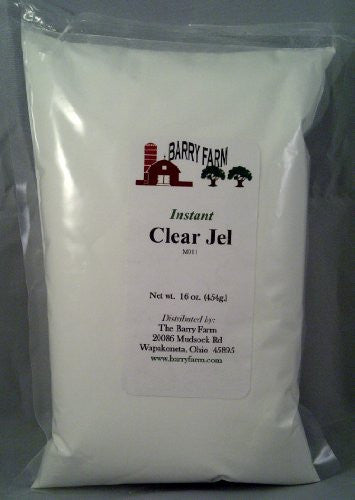 BARRY FARM
Instant
Clear Jel
M011
Net wt. 16 oz. (454g.)
Distributed by:
The Barry Farm
20086 Mudsock Rd
Wapakoneta, Ohio 45895
www.barryfarm.com